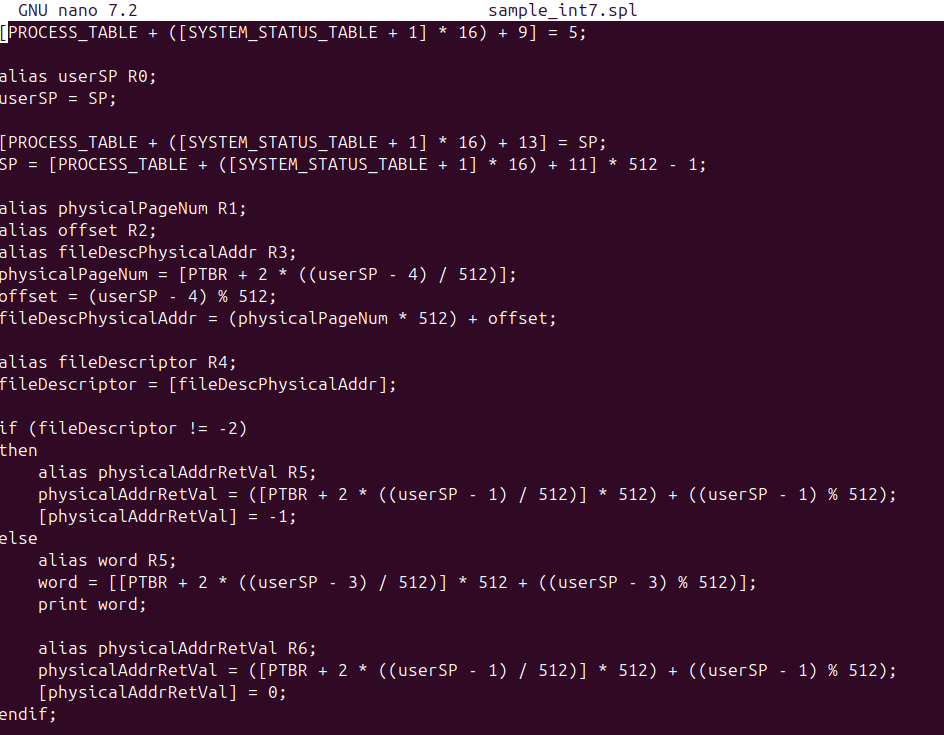 GNU nano 7.2 sample_int7.spl
[PROCESS_TABLE + ([SYSTEM_STATUS_TABLE + 1] * 16) + 9] = 5;
alias userSP R0;
userSP = SP;
[PROCESS_TABLE + ([SYSTEM_STATUS_TABLE + 1] * 16) + 13] = SP;
SP = [PROCESS_TABLE + ([SYSTEM_STATUS_TABLE + 1] * 16) + 11] * 512 - 1;
alias physicalPageNum R1;
alias offset R2;
alias fileDescPhysicalAddr R3;
physicalPageNum = [PTBR + 2 * ((userSP - 4) / 512)];
offset = (userSP - 4) % 512;
fileDescPhysicalAddr = (physicalPageNum * 512) + offset;
alias fileDescriptor R4;
fileDescriptor = [fileDescPhysicalAddr];
if (fileDescriptor != -2)
then
    alias physicalAddrRetVal R5;
    physicalAddrRetVal = ([PTBR + 2 * ((userSP - 1) / 512)] * 512) + ((userSP - 1) % 512);
    [physicalAddrRetVal] = -1;
else
    alias word R5;
    word = [[PTBR + 2 * ((userSP - 3) / 512)] * 512 + ((userSP - 3) % 512)];
    print word;
    alias physicalAddrRetVal R6;
    physicalAddrRetVal = ([PTBR + 2 * ((userSP - 1) / 512)] * 512) + ((userSP - 1) % 512);
    [physicalAddrRetVal] = 0;
endif;